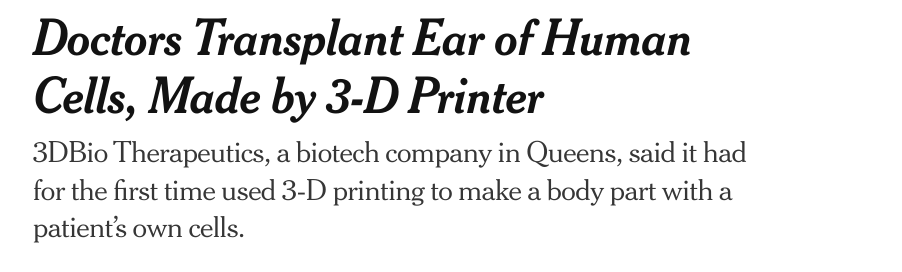 Doctors Transplant Ear of Human
Cells, Made by 3-D Printer
3DBio Therapeutics, a biotech company in Queens, said it had
for the first time used 3-D printing to make a body part with a
patient’s own cells.